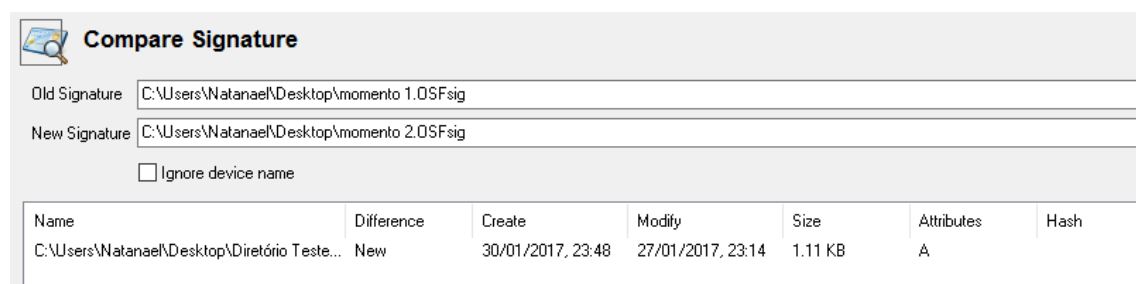 Compare Signature
Old Signature C:\Users\Natanael\Desktop\momento 1.OSFsig
New Signature C:\Users\Natanael\Desktop\momento 2.OSFsig
Ignore device name
Name Difference Create Modify Size Attributes Hash
C:\Users\Natanael\Desktop\Diretório Teste... New 30/01/2017, 23:48 27/01/2017, 23:14 1.11 KB A